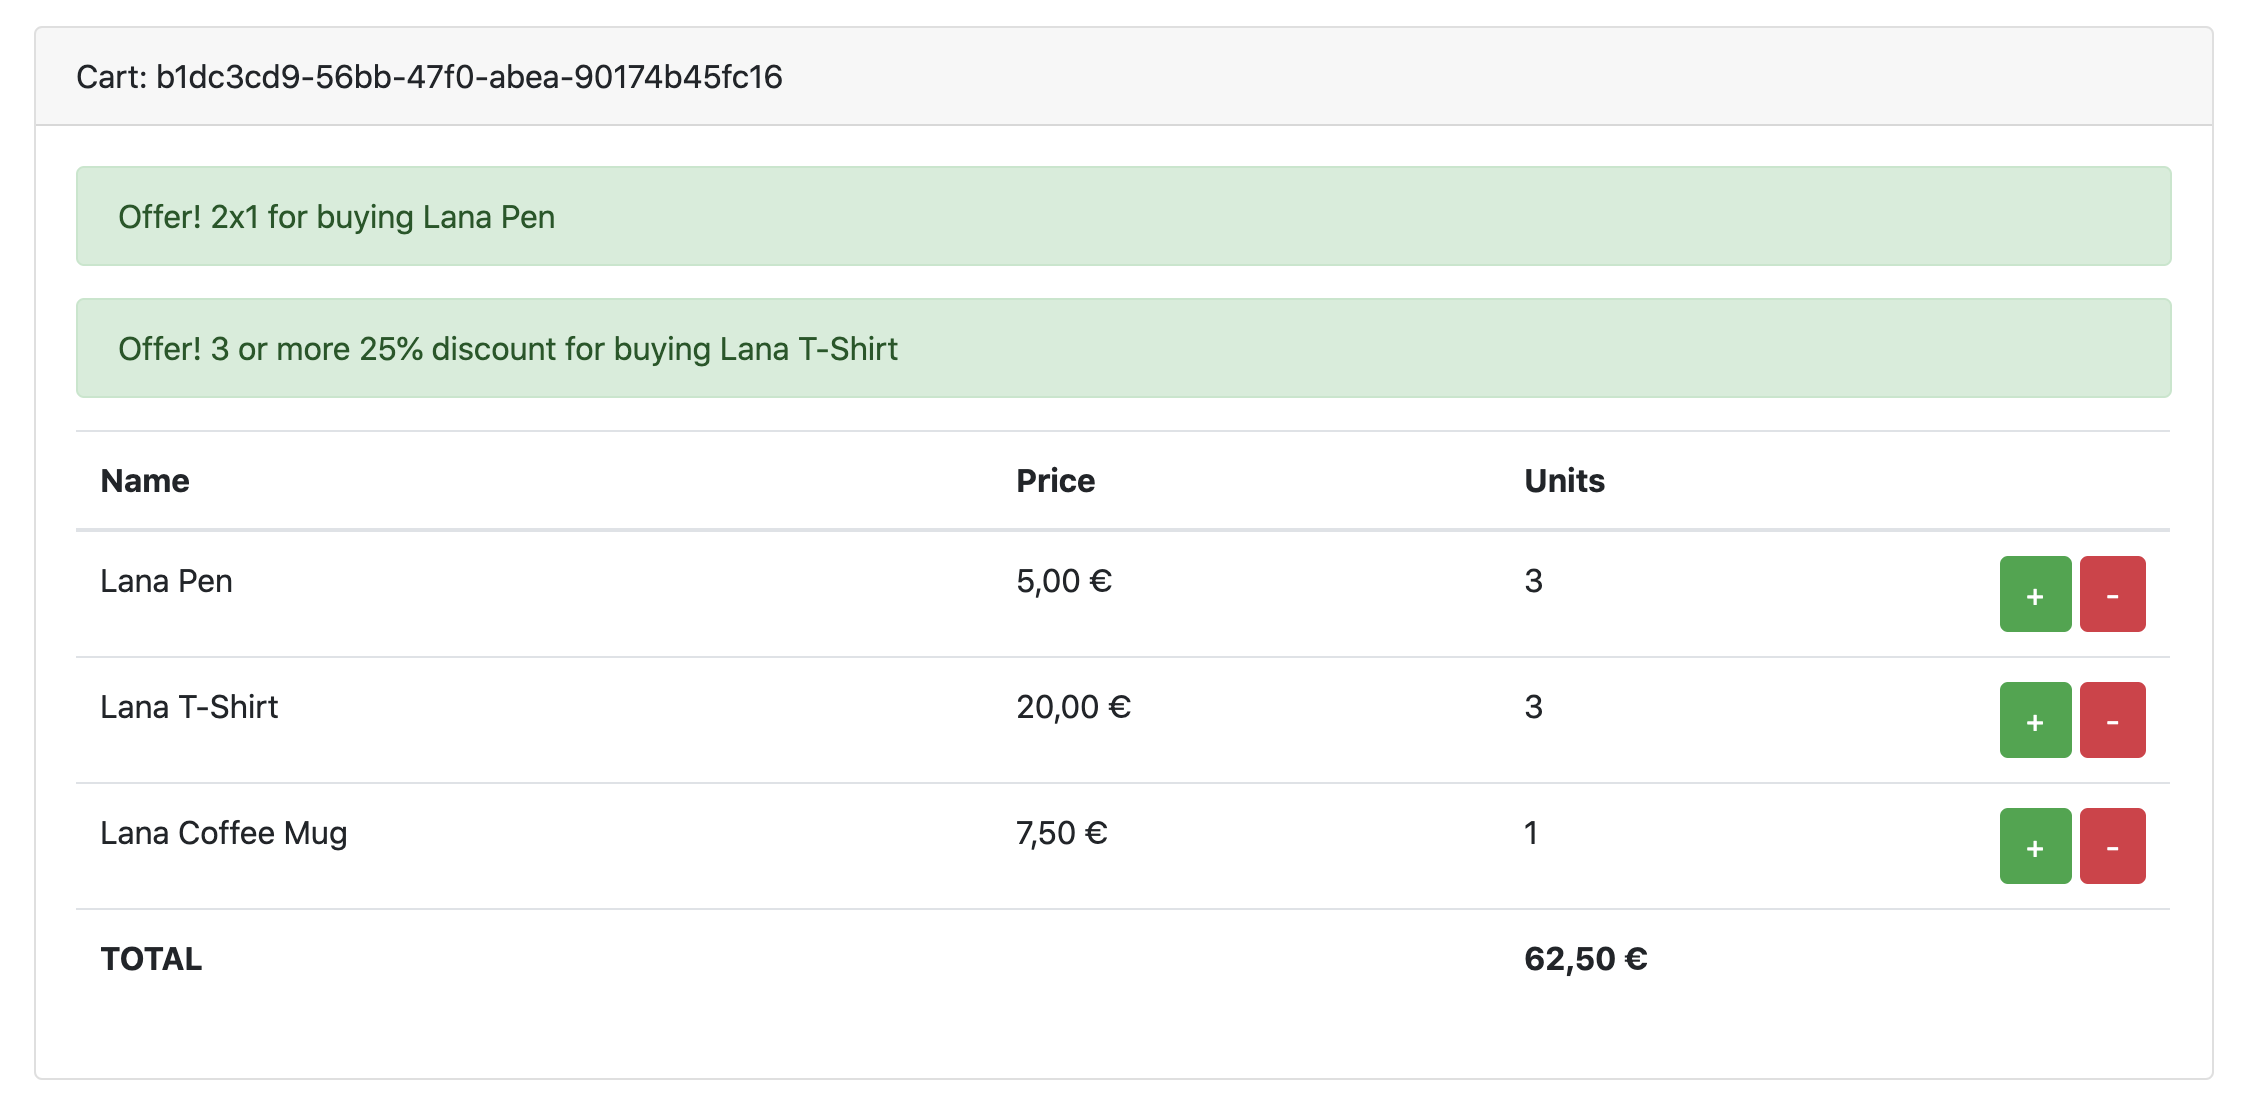 Cart: b1dc3cd9-56bb-47f0-abea-90174b45fc16
Offer! 2x1 for buying Lana Pen
Offer! 3 or more 25% discount for buying Lana T-Shirt
Name Price Units
Lana Pen 5,00 € 3 + -
Lana T-Shirt 20,00 € 3 + -
Lana Coffee Mug 7,50 € 1 + -
TOTAL 62,50 €